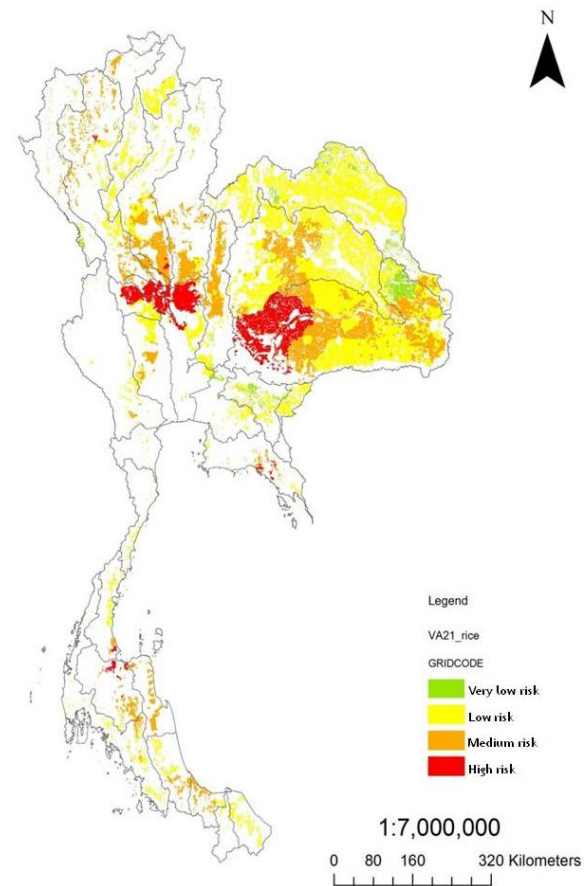 N
Legend
VA21_rice
GRIDCODE
Very low risk
Low risk
Medium risk
High risk
1:7,000,000
0 80 160 320 Kilometers